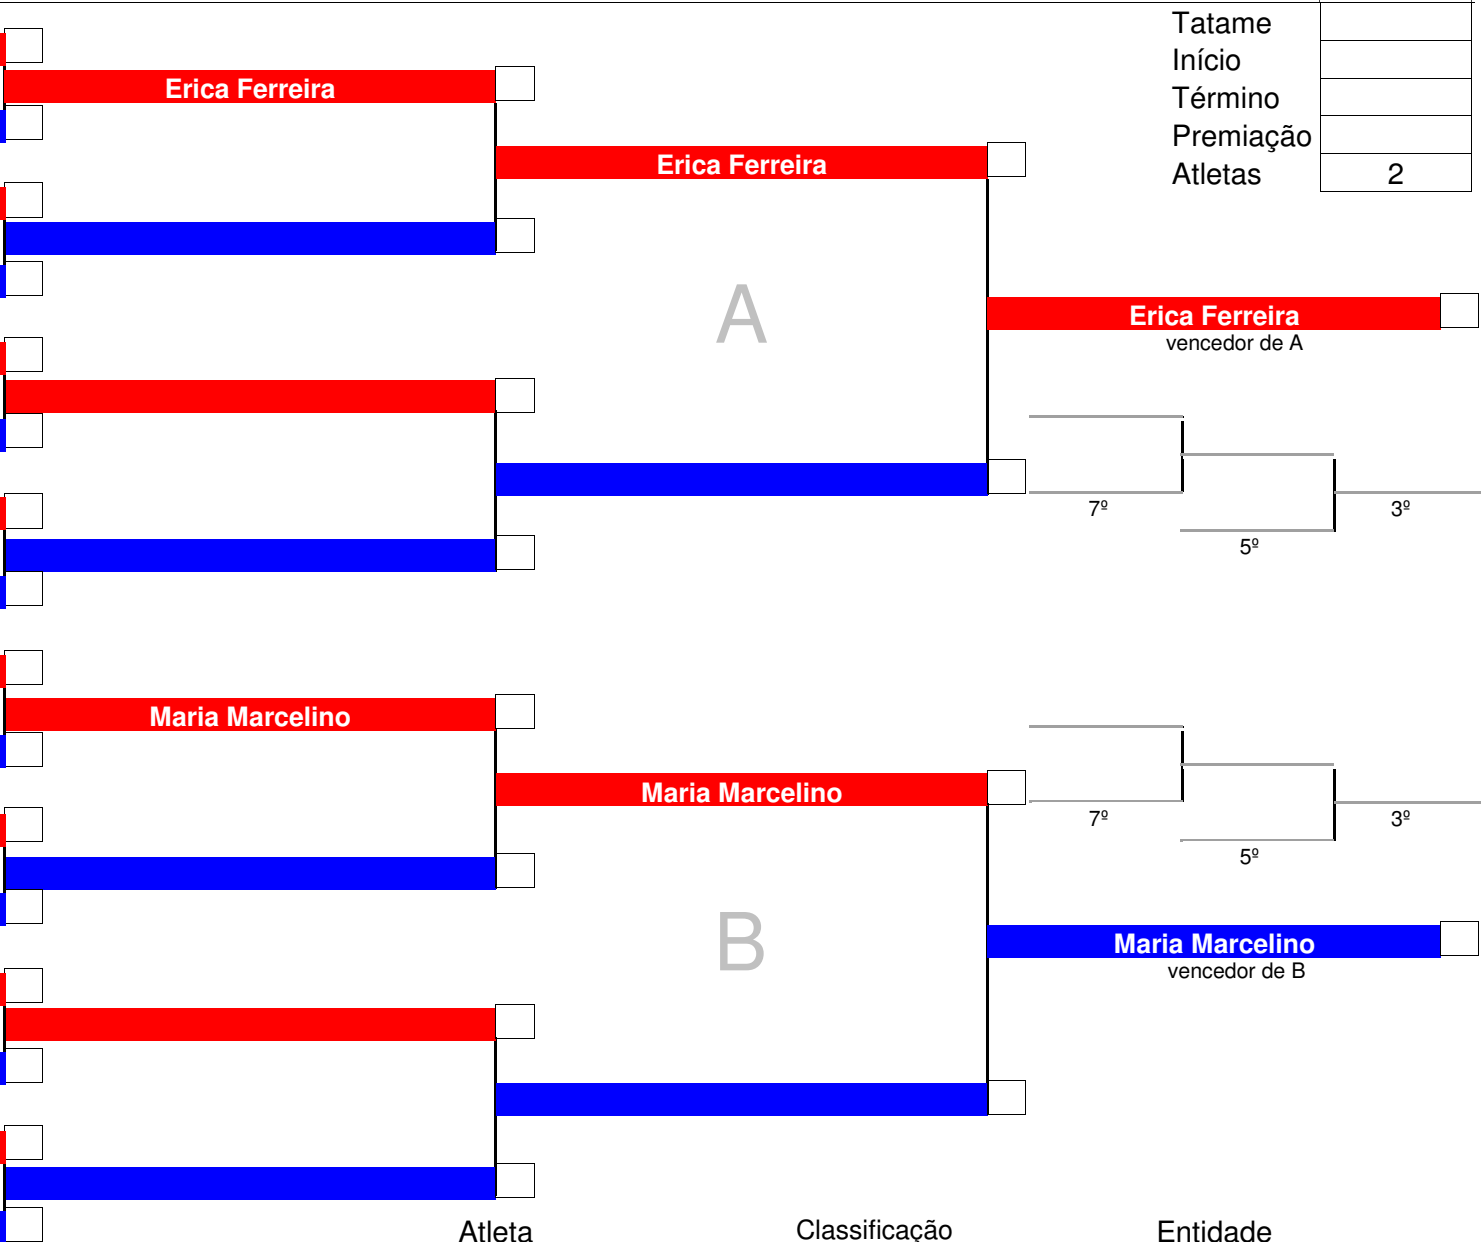 Tatame
Início
Término
Premiação
Atletas 2
Erica Ferreira
Erica Ferreira
A
Erica Ferreira
vencedor de A
7º
3º
5º
Maria Marcelino
Maria Marcelino
7º
3º
5º
B
Maria Marcelino
vencedor de B
Atleta Classificação Entidade